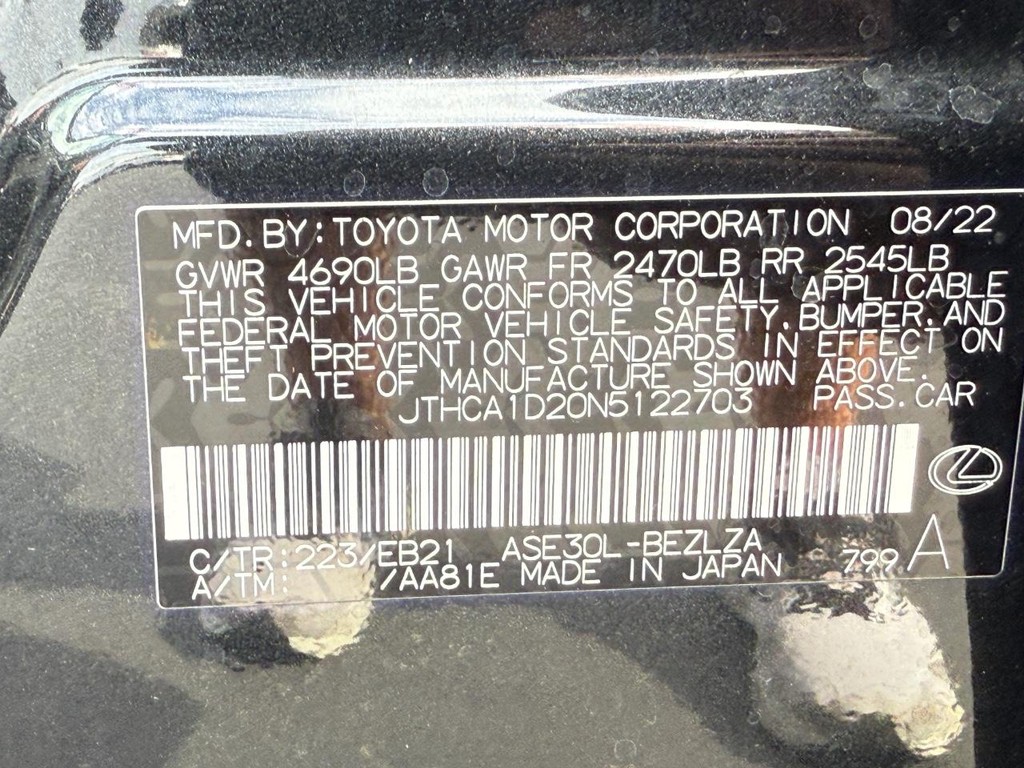 MFD.BY:TOYOTA MOTOR CORPORATION 08/22
GVWR 4690LB GAWR FR 2470LB RR 2545LB
THIS VEHICLE CONFORMS TO ALL APPLICABLE
FEDERAL MOTOR VEHICLE SAFETY,BUMPER,AND
THEFT PREVENTION STANDARDS IN EFFECT ON
THE DATE OF MANUFACTURE SHOWN ABOVE.
JTHCA1D20N5122703 PASS.CAR
C/TR:223/EB21 ASE30L-BEZLZA 799 A
A/TM: /AA81E MADE IN JAPAN